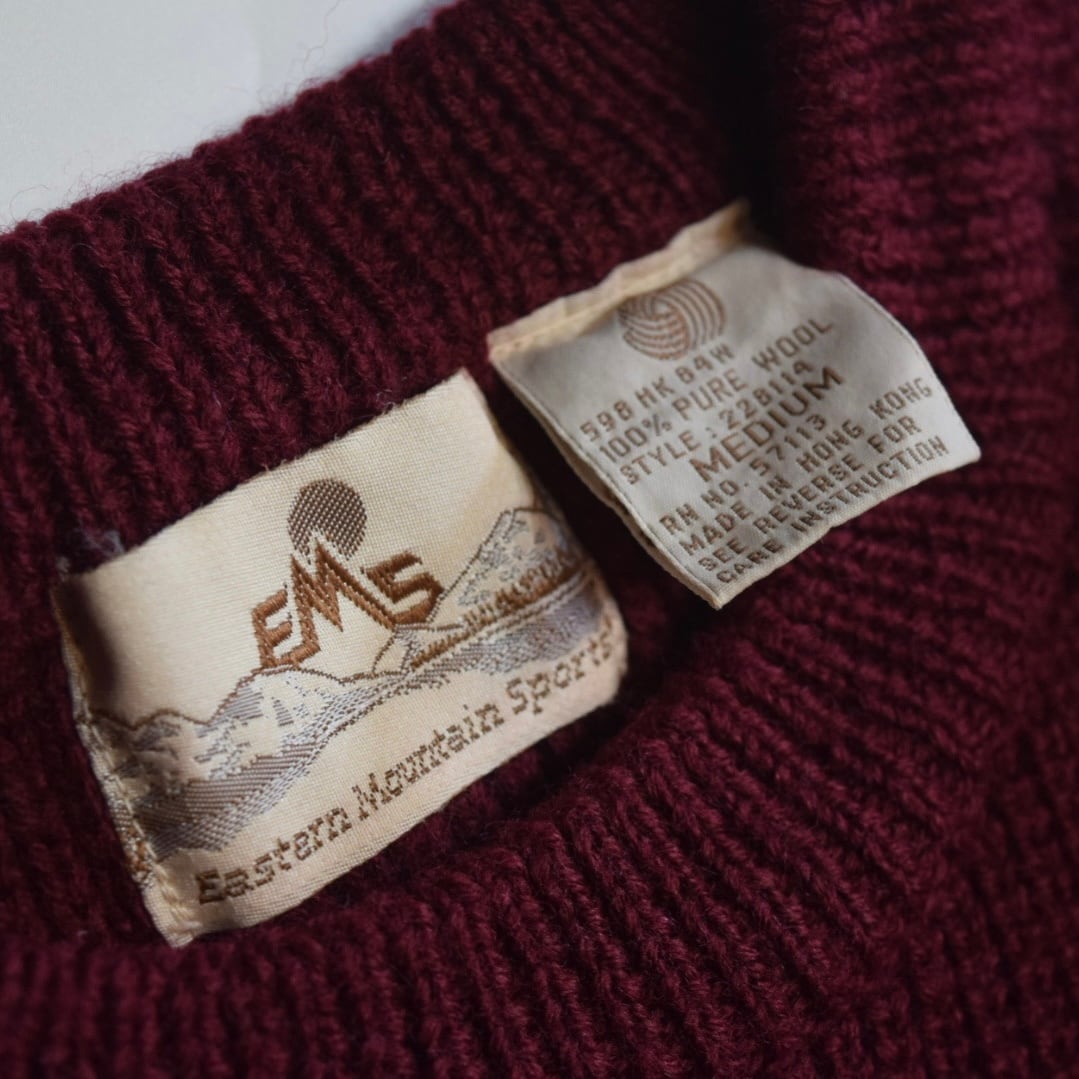 EMS
Eastern Mountain Sports
598 HK 84W
100% PURE WOOL
STYLE : 228114
MEDIUM
RN NO. 57113
MADE IN HONG KONG
SEE REVERSE FOR
CARE INSTRUCTION